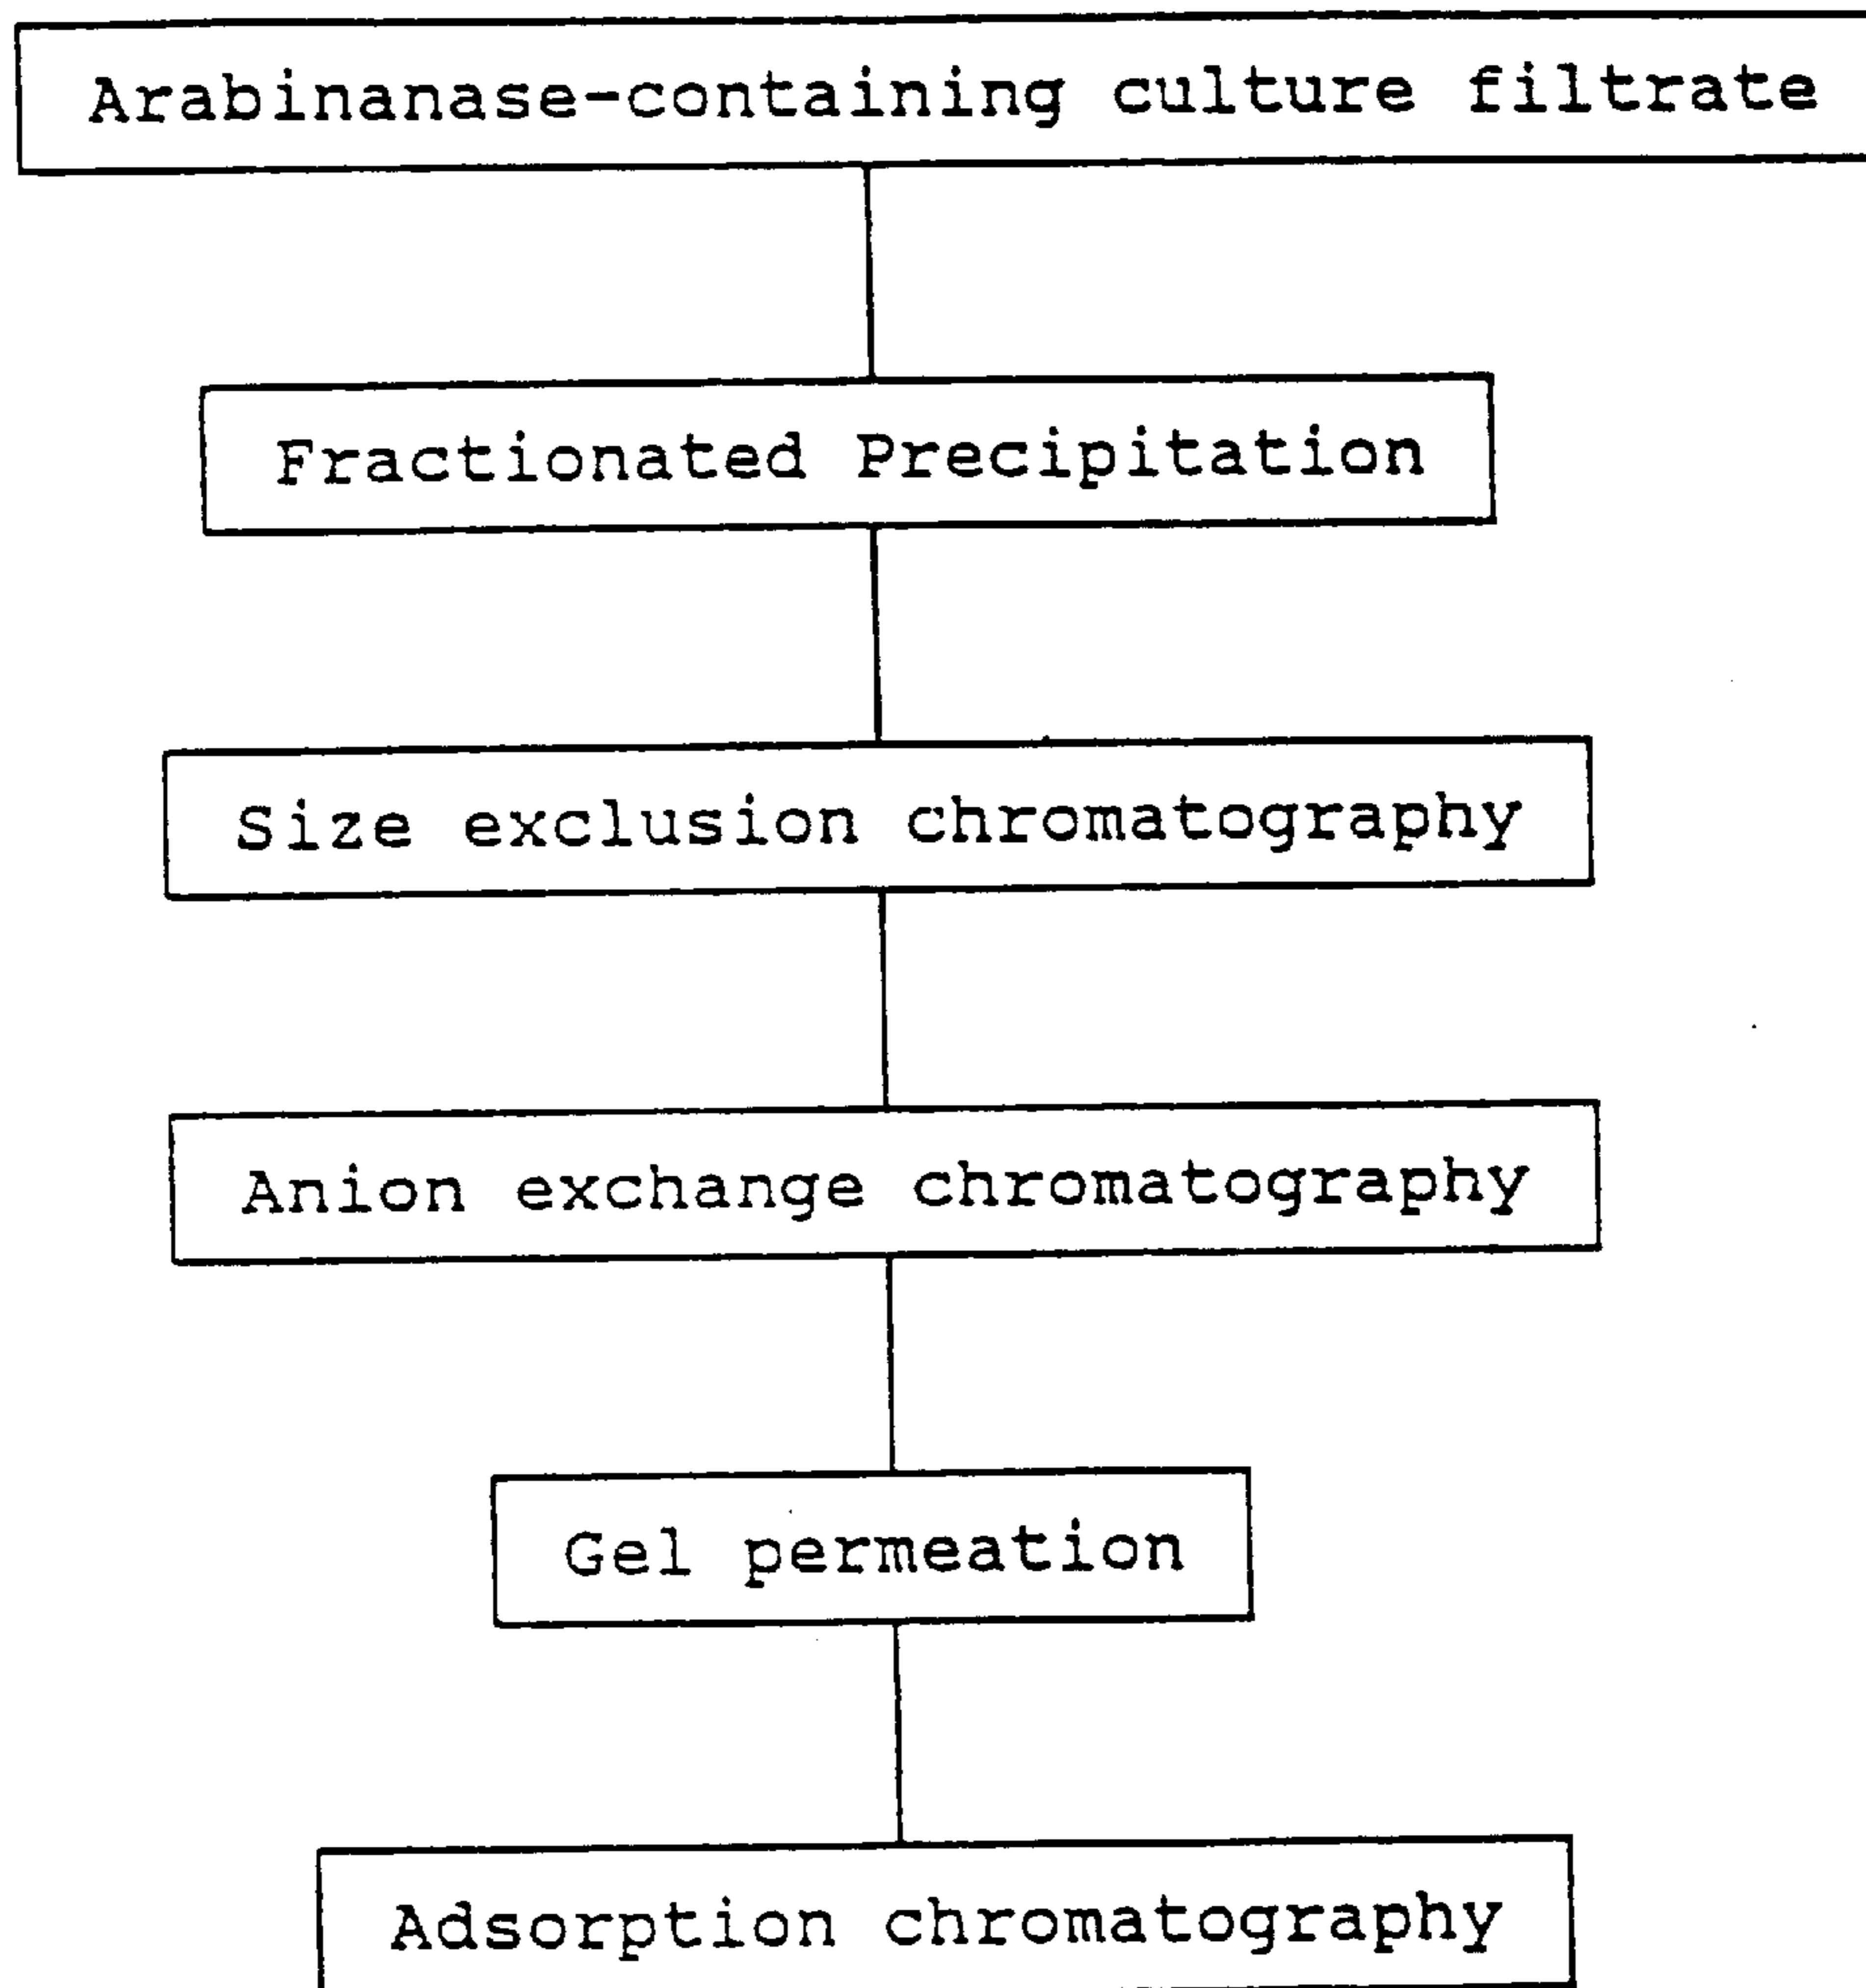 Arabinanase-containing culture filtrate
Fractionated Precipitation
Size exclusion chromatography
Anion exchange chromatography
Gel permeation
Adsorption chromatography